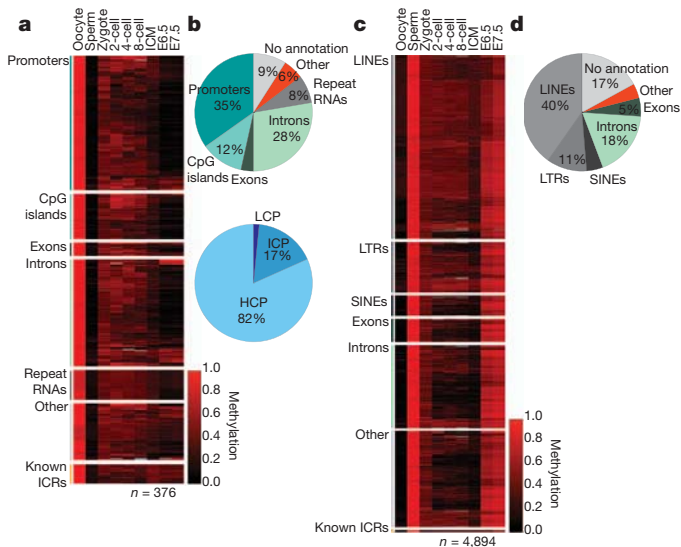 a
Oocyte
Sperm
Zygote
2-cell
4-cell
8-cell
ICM
E6.5
E7.5
Promoters
CpG
islands
Exons
Introns
Repeat
RNAs
Other
Known
ICRs
n = 376
1.0
0.8
0.6
0.4
0.2
0.0
Methylation
b
No annotation
9%
Other
6%
Repeat
RNAs
8%
Promoters
35%
Introns
28%
12%
CpG
islands
Exons
LCP
ICP
17%
HCP
82%
c
Oocyte
Sperm
Zygote
2-cell
4-cell
8-cell
ICM
E6.5
E7.5
LINEs
LTRs
SINEs
Exons
Introns
Other
Known ICRs
n = 4,894
1.0
0.8
0.6
0.4
0.2
0.0
Methylation
d
No annotation
17%
LINEs
40%
Other
5%
Exons
Introns
18%
11%
LTRs
SINEs